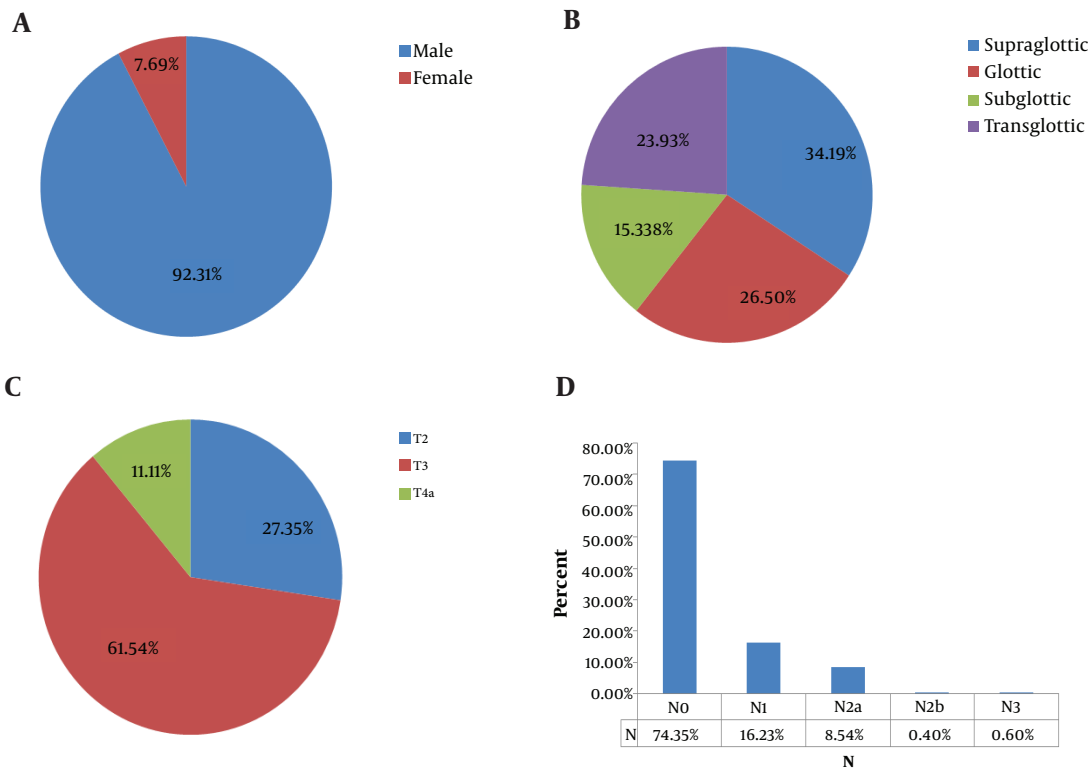 A
Male
Female
7.69%
92.31%
B
Supraglottic
Glottic
Subglottic
Transglottic
23.93%
34.19%
15.338%
26.50%
C
T2
T3
T4a
11.11%
27.35%
61.54%
D
Percent
80.00%
70.00%
60.00%
50.00%
40.00%
30.00%
20.00%
10.00%
0.00%
N0 N1 N2a N2b N3
N 74.35% 16.23% 8.54% 0.40% 0.60%
N